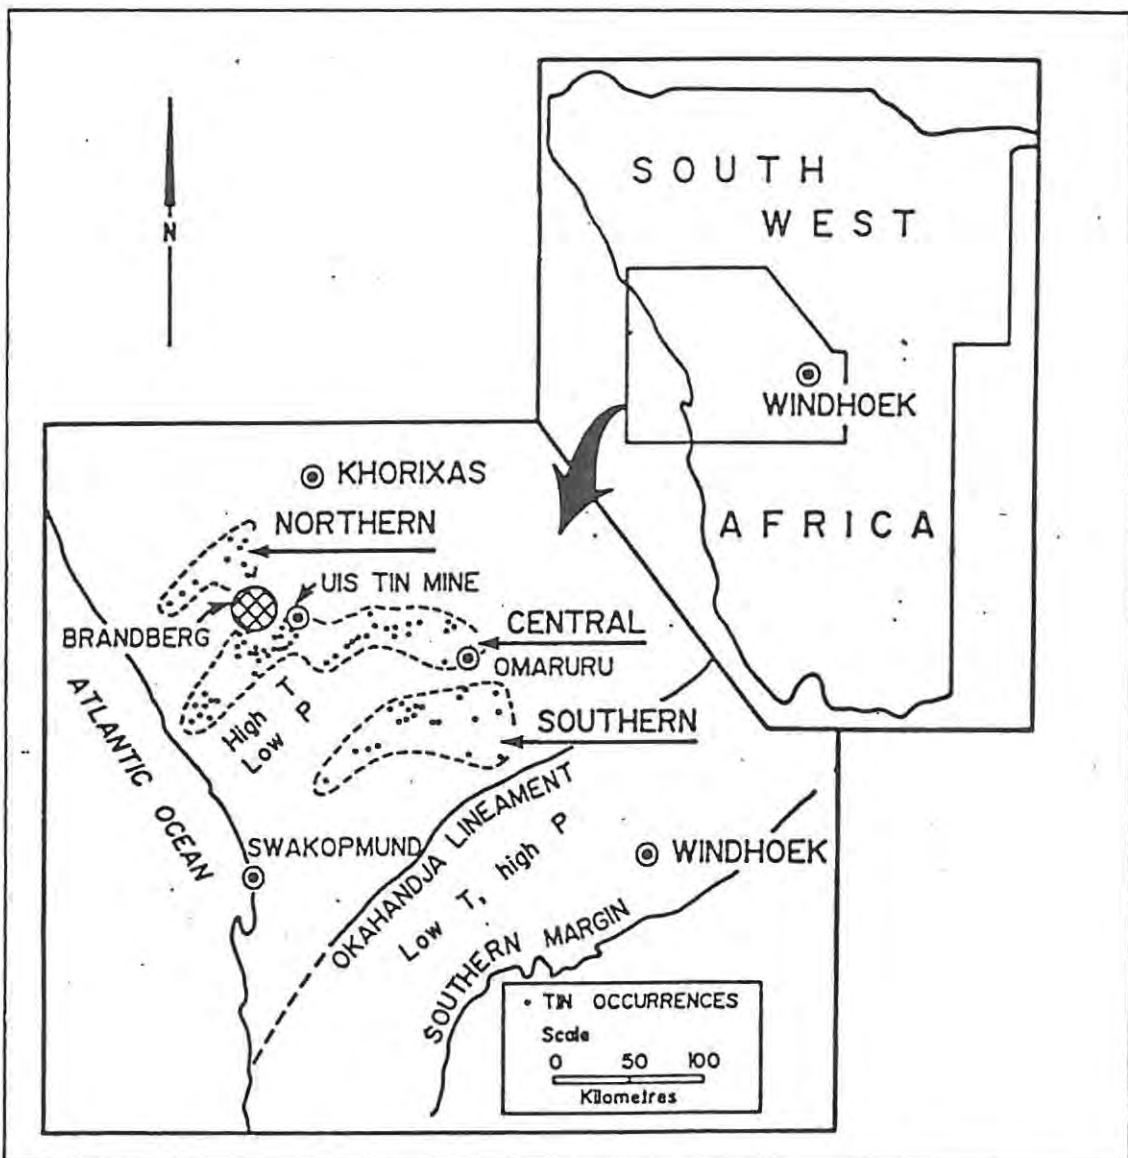 N
SOUTH
WEST
WINDHOEK
AFRICA
KHORIXAS
NORTHERN
UIS TIN MINE
BRANDBERG
CENTRAL
OMARURU
ATLANTIC OCEAN
High T
Low P
SOUTHERN
SWAKOPMUND
OKAHANDJA LINEAMENT
Low T, high P
WINDHOEK
SOUTHERN MARGIN
• TIN OCCURRENCES
Scale
0 50 100
Kilometres